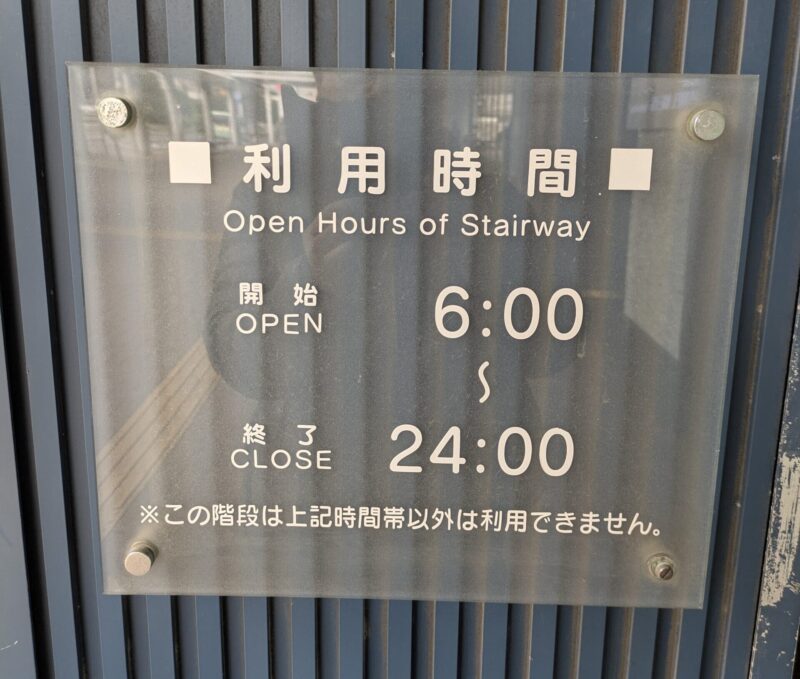 ■利用時間■
Open Hours of Stairway
開始 6:00
OPEN
〜
終了 24:00
CLOSE
※この階段は上記時間帯以外は利用できません。